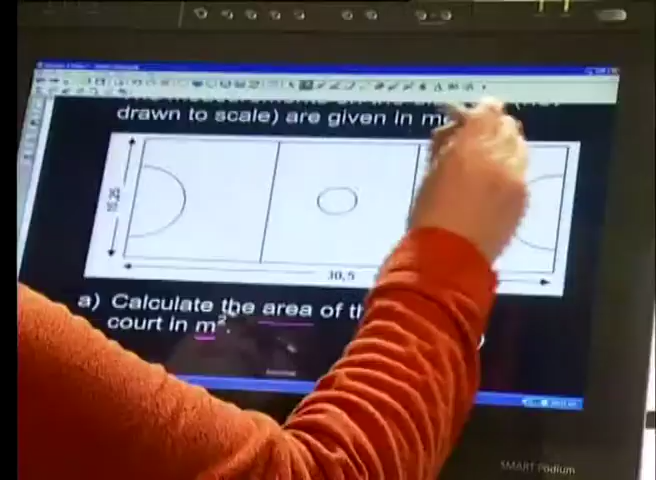 drawn to scale) are given in m
15,25
30,5
a) Calculate the area of t
court in m².
SMART Podium